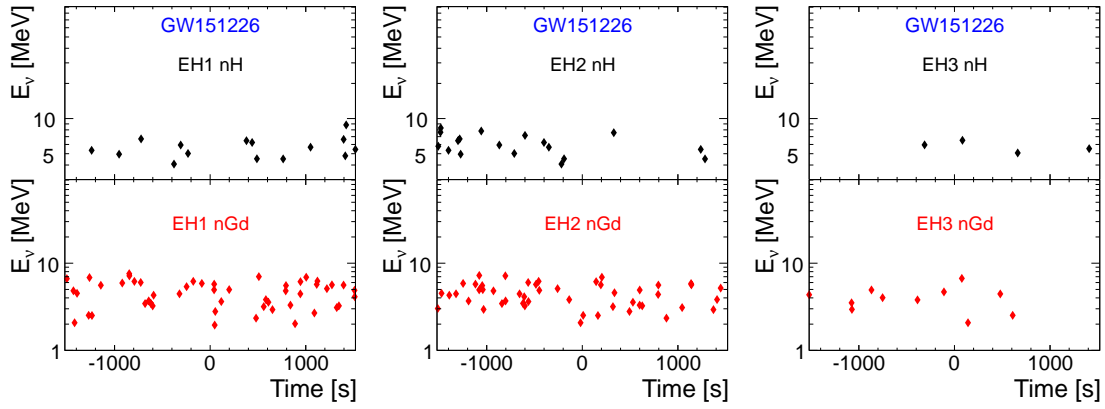 GW151226
EH1 nH
Eν [MeV]
10
5
EH1 nGd
Eν [MeV]
10
1
-1000 0 1000
Time [s]
GW151226
EH2 nH
Eν [MeV]
10
5
EH2 nGd
Eν [MeV]
10
1
-1000 0 1000
Time [s]
GW151226
EH3 nH
Eν [MeV]
10
5
EH3 nGd
Eν [MeV]
10
1
-1000 0 1000
Time [s]